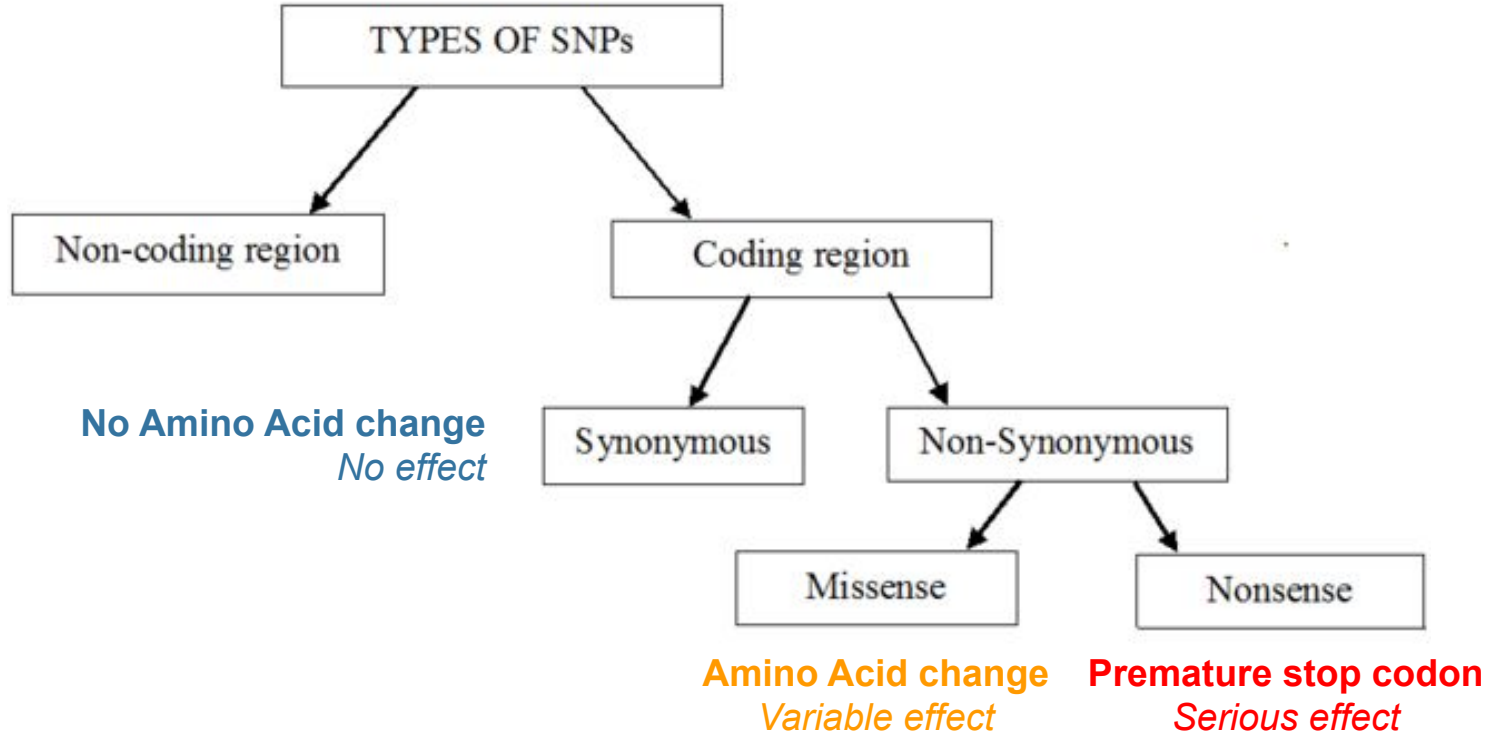 TYPES OF SNPs
Non-coding region
Coding region
No Amino Acid change
No effect
Synonymous
Non-Synonymous
Missense
Nonsense
Amino Acid change
Variable effect
Premature stop codon
Serious effect